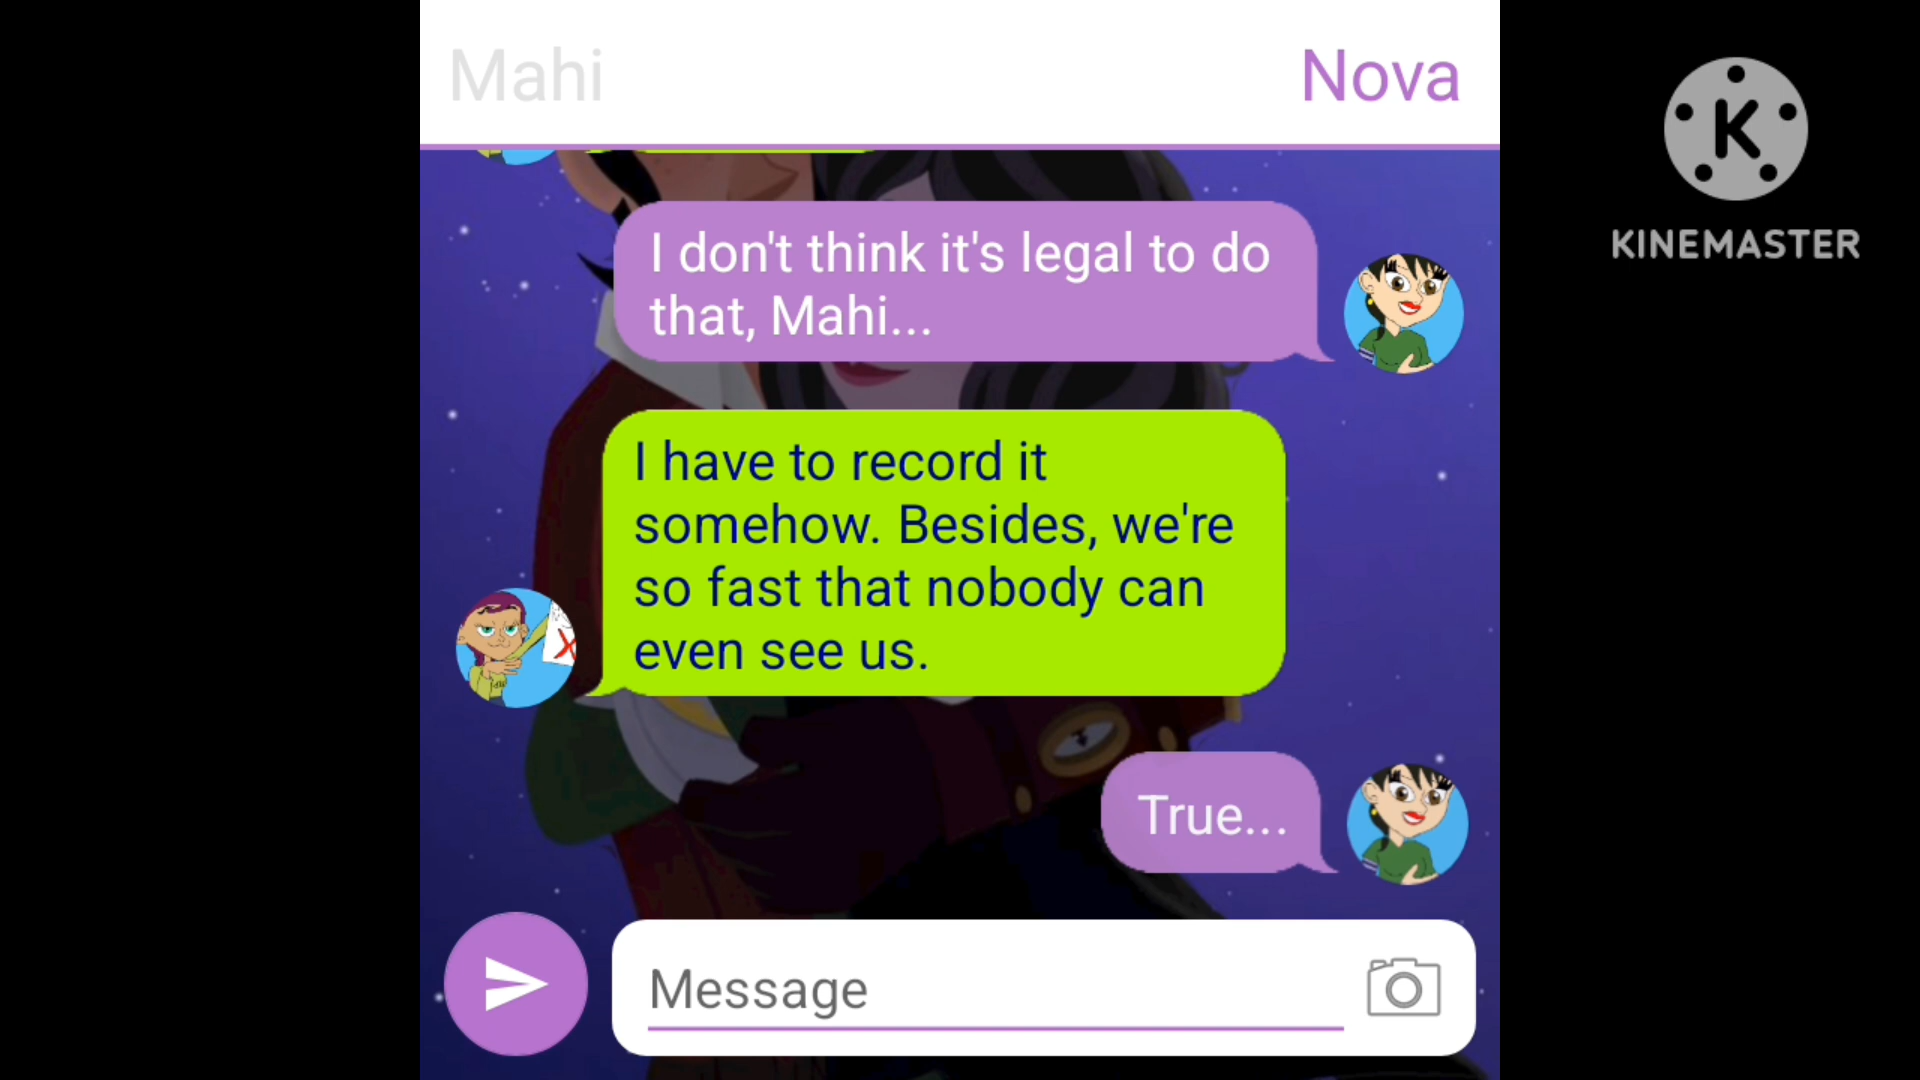 Mahi
Nova
K
KINEMASTER
I don't think it's legal to do
that, Mahi...
I have to record it
somehow. Besides, we're
so fast that nobody can
even see us.
X
True...
Message